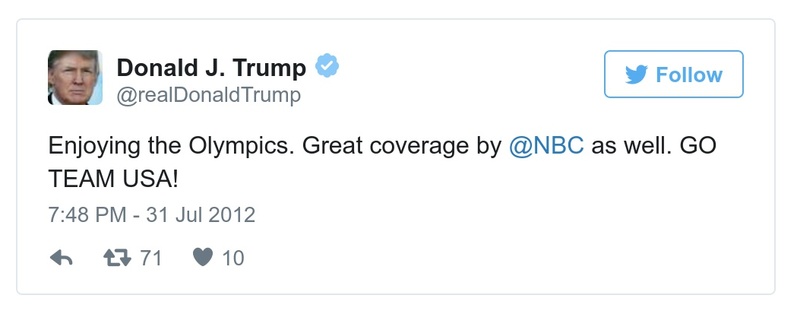 Donald J. Trump
Follow
@realDonaldTrump
Enjoying the Olympics. Great coverage by @NBC as well. GO
TEAM USA!
7:48 PM - 31 Jul 2012
71 10